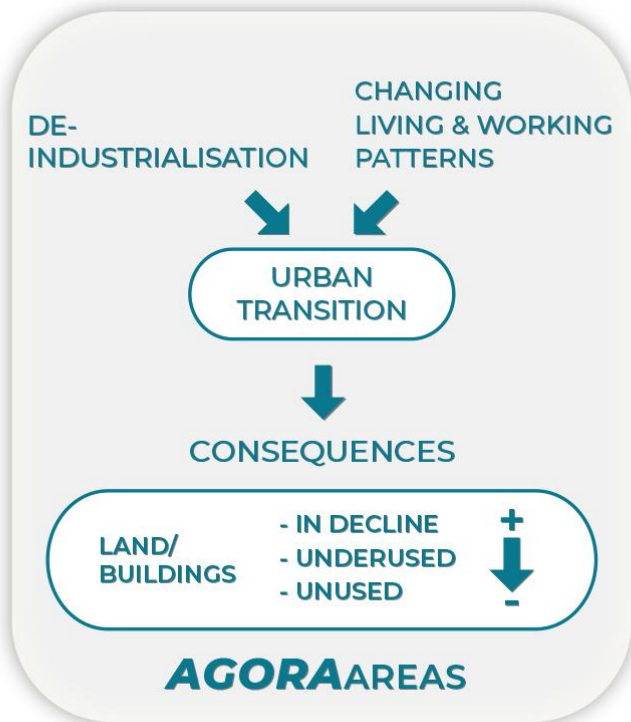 DE-
INDUSTRIALISATION
CHANGING
LIVING & WORKING
PATTERNS
URBAN
TRANSITION
CONSEQUENCES
LAND/
BUILDINGS
- IN DECLINE
- UNDERUSED
- UNUSED
+
-
AGORAAREAS